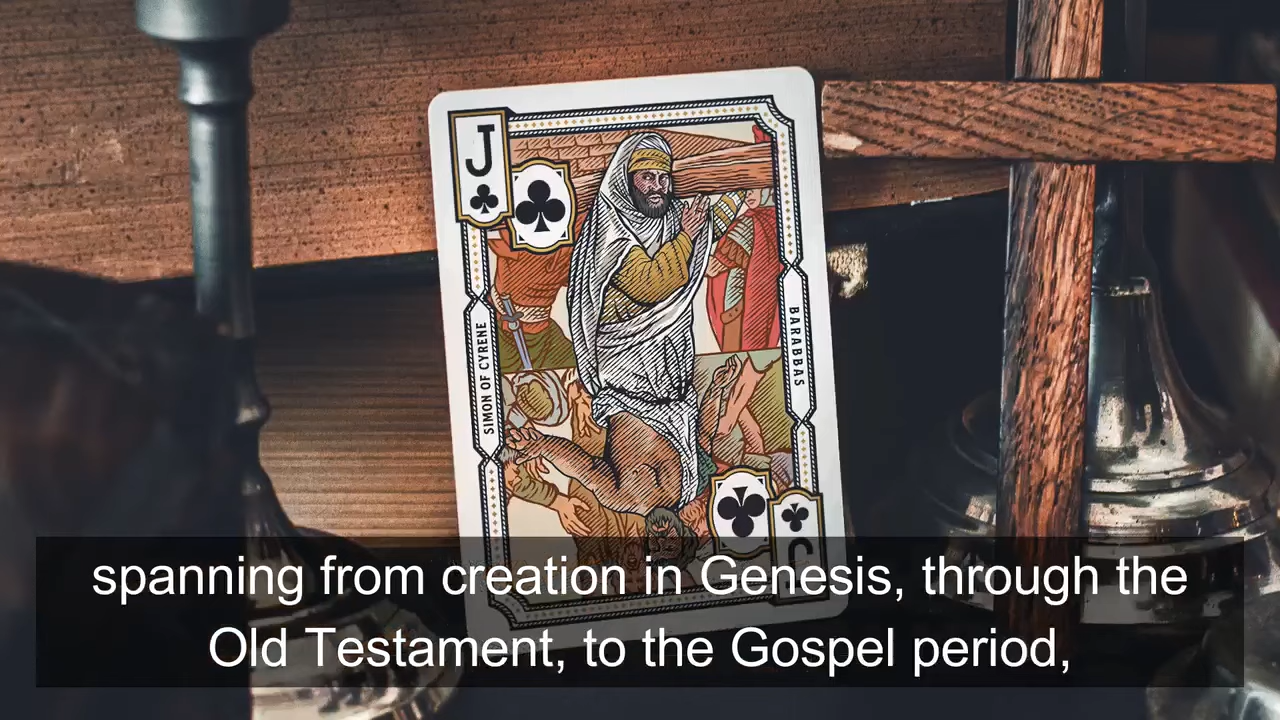 J
SIMON OF CYRENE
BARABBAS
J
spanning from creation in Genesis, through the
Old Testament, to the Gospel period,